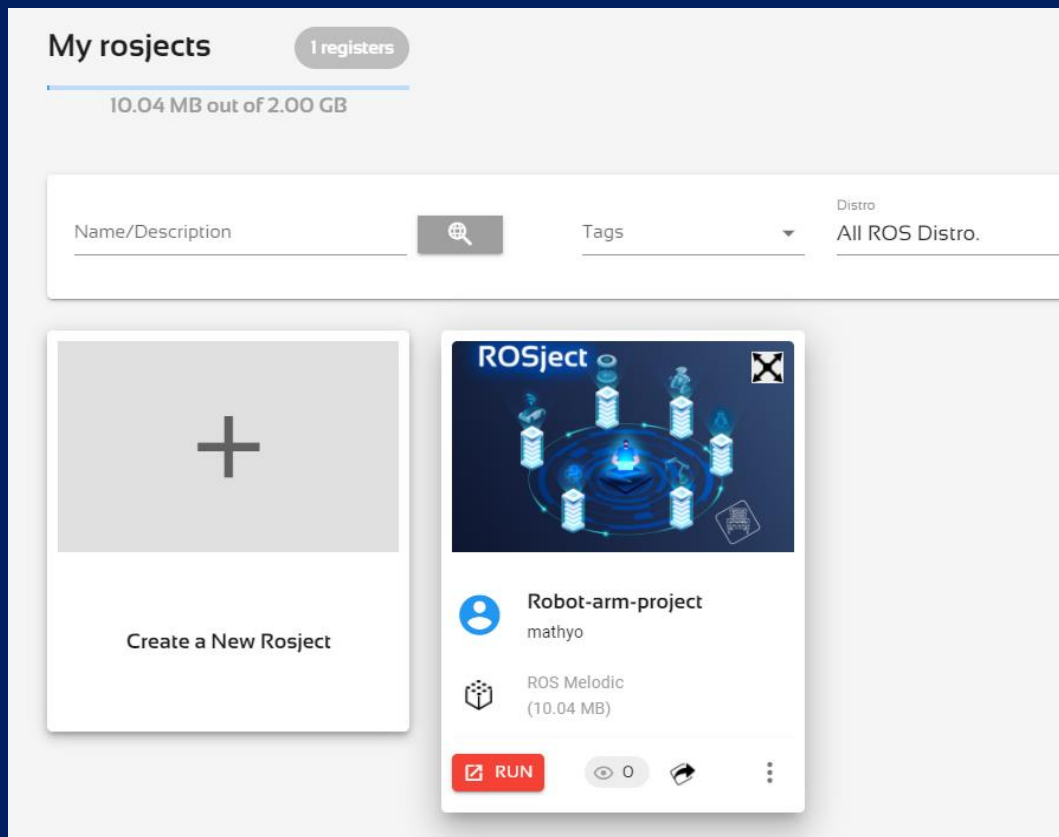 My rosjects
1 registers
10.04 MB out of 2.00 GB
Name/Description
Tags
Distro
All ROS Distro.
ROSject
Create a New Rosject
Robot-arm-project
mathyo
ROS Melodic
(10.04 MB)
RUN
0